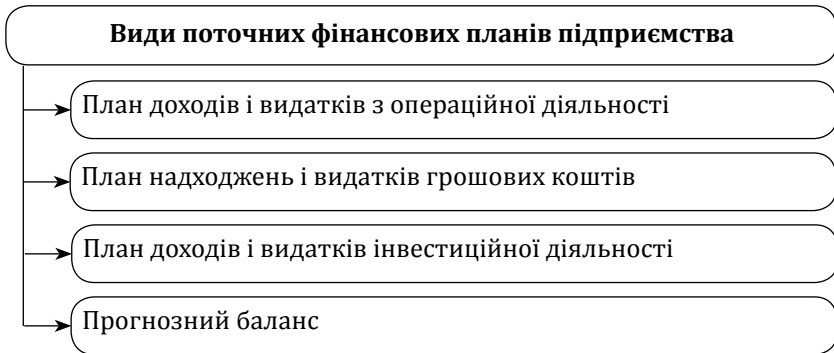 Види поточних фінансових планів підприємства
План доходів і видатків з операційної діяльності
План надходжень і видатків грошових коштів
План доходів і видатків інвестиційної діяльності
Прогнозний баланс